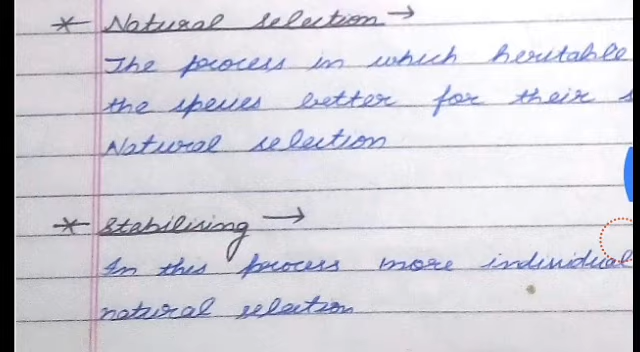 * Natural selection →
The process in which heritable
the species better for their
Natural selection
* Stabilising →
In this process more individual
natural selection